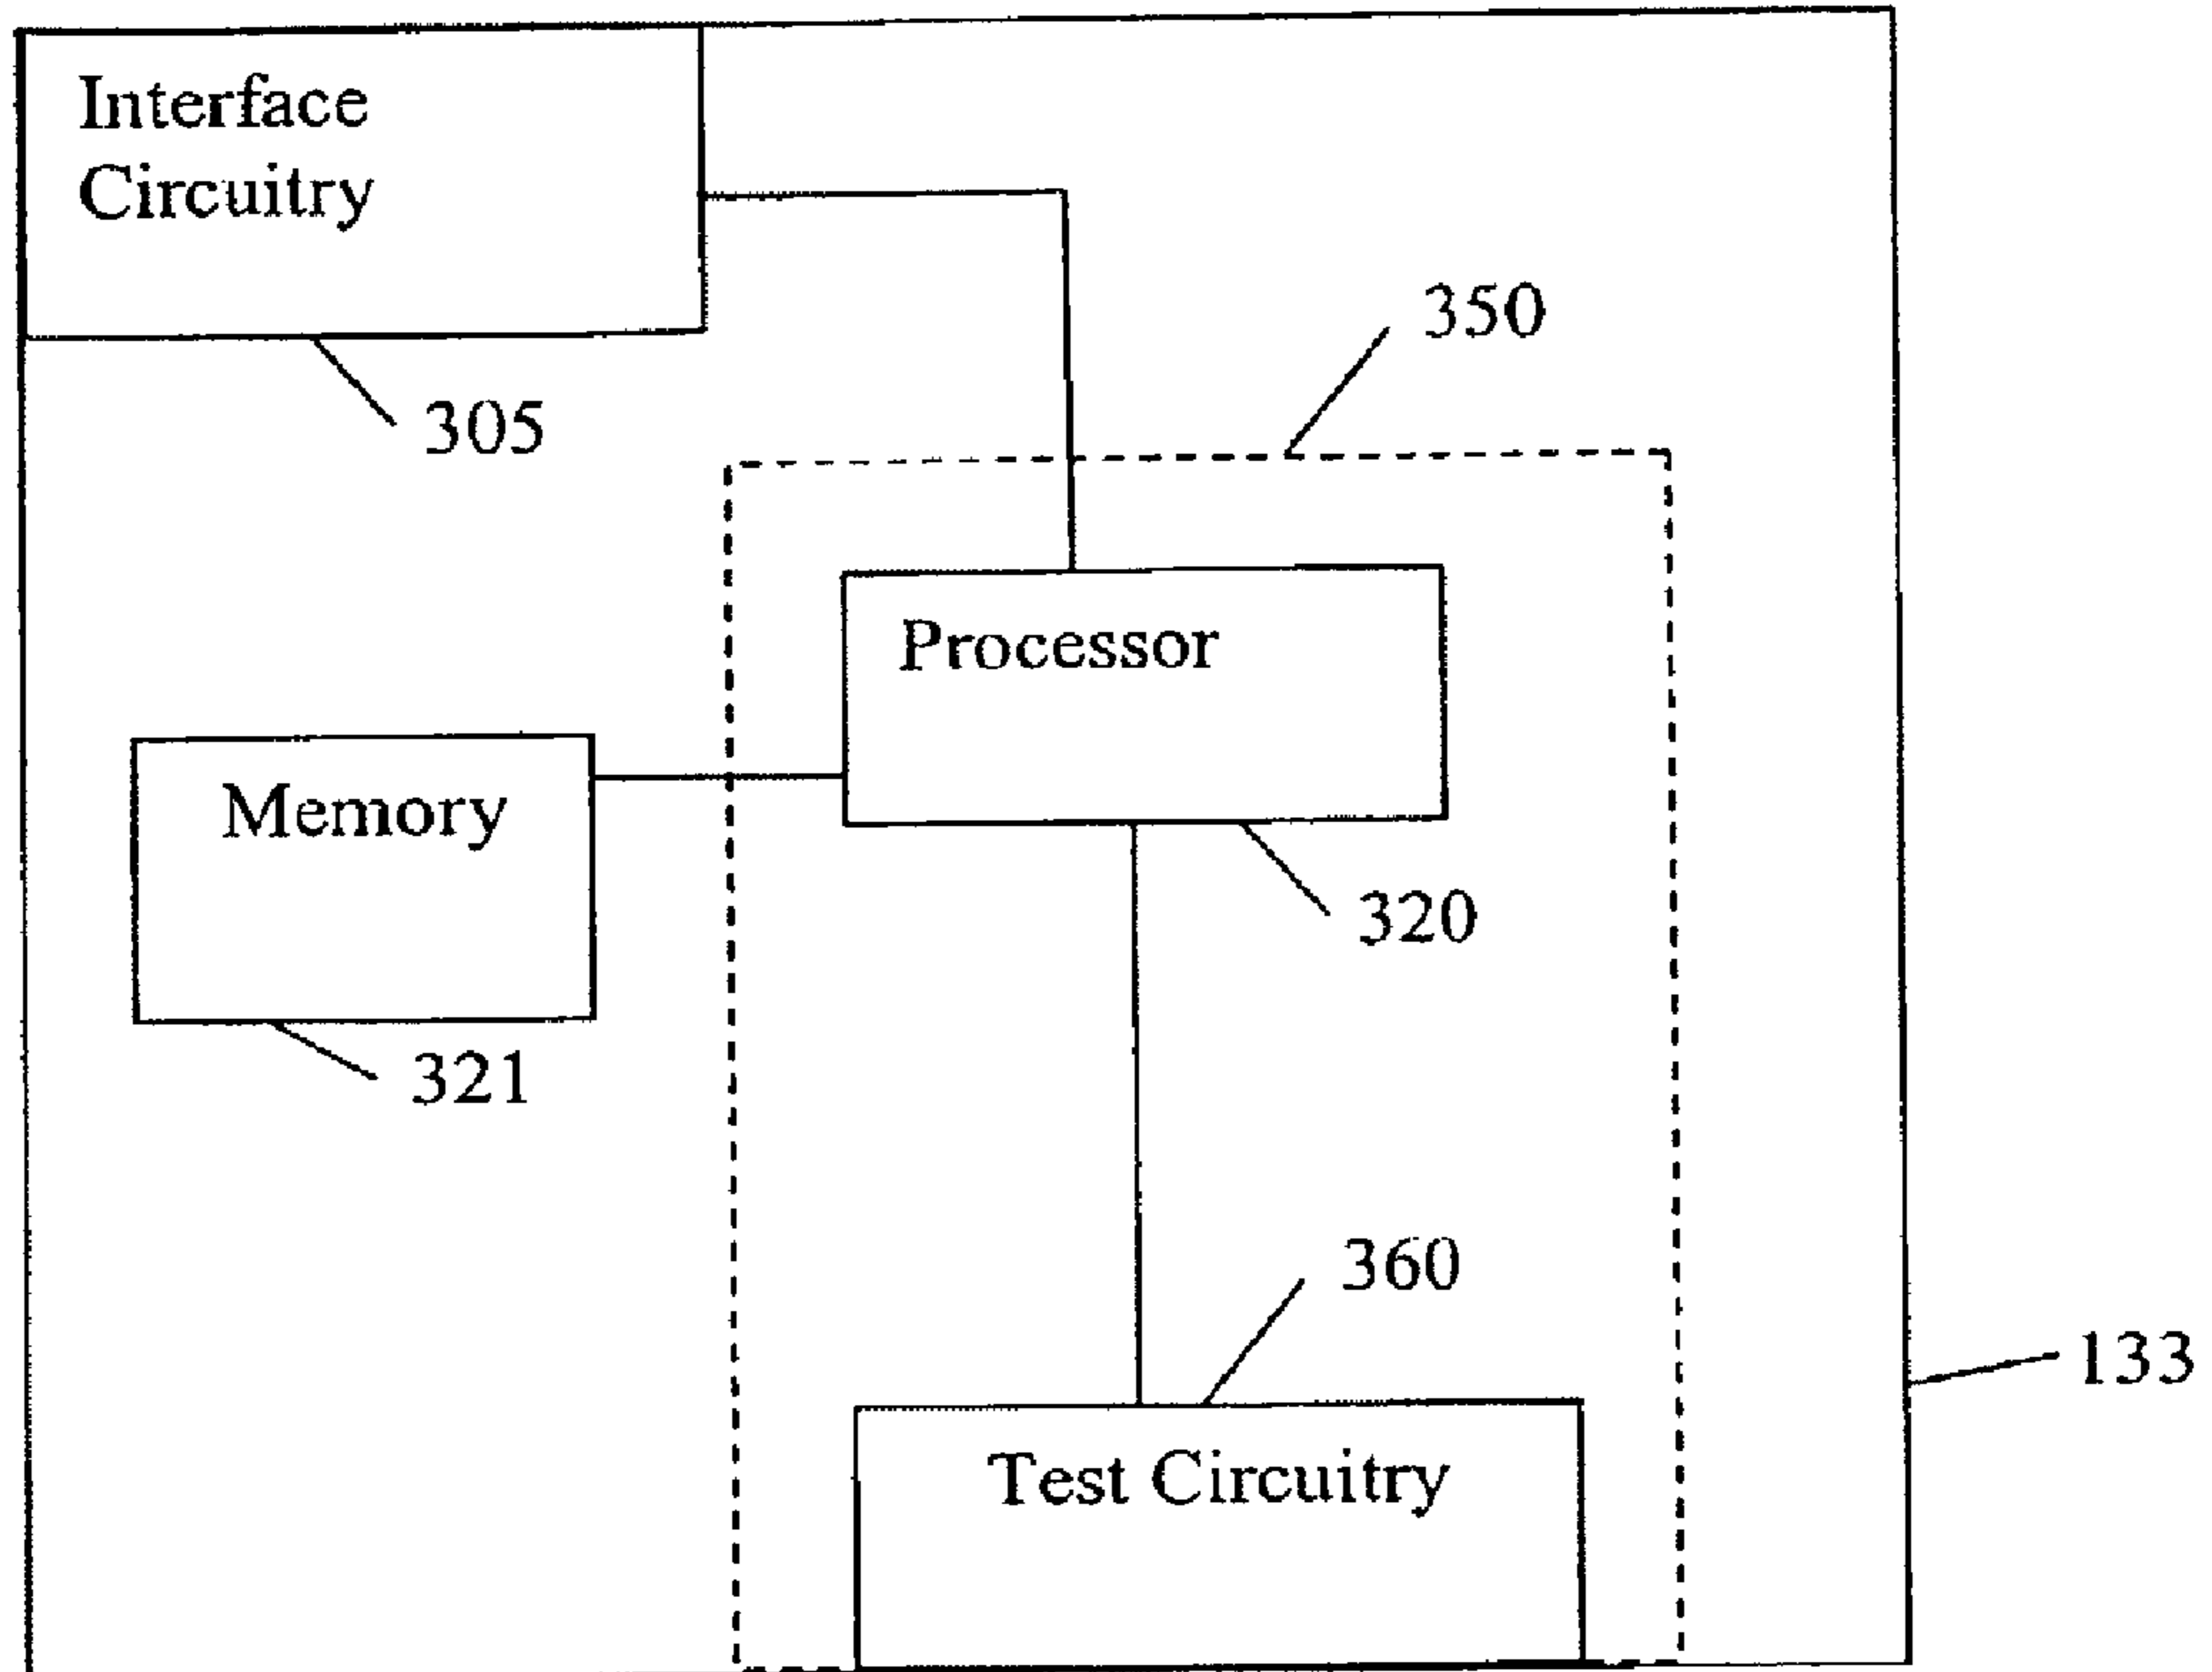 Interface
Circuitry
350
305
Processor
Memory
320
321
360
133
Test Circuitry